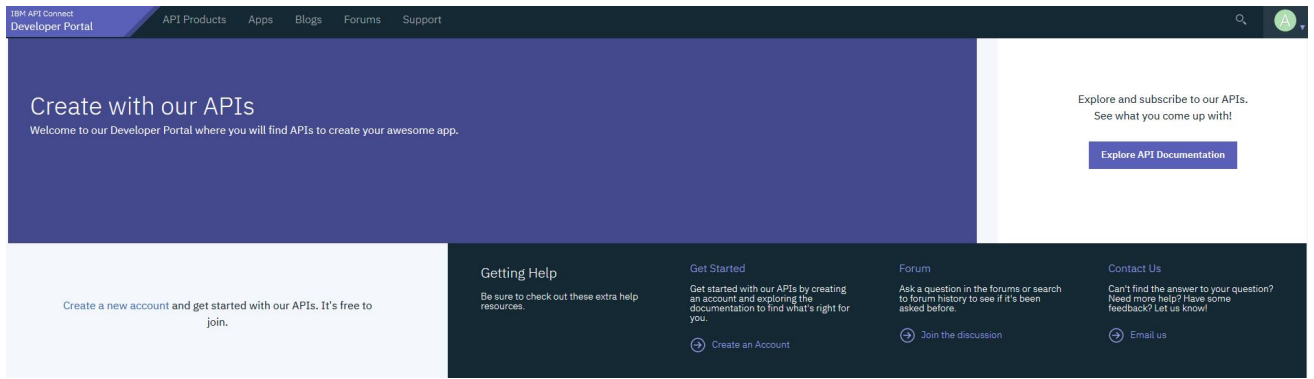 IBM API Connect
Developer Portal
API Products
Apps
Blogs
Forums
Support
A
Create with our APIs
Welcome to our Developer Portal where you will find APIs to create your awesome app.
Explore and subscribe to our APIs.
See what you come up with!
Explore API Documentation
Create a new account and get started with our APIs. It's free to
join.
Getting Help
Be sure to check out these extra help
resources.
Get Started
Get started with our APIs by creating
an account and exploring the
documentation to find what's right for
you.
Create an Account
Forum
Ask a question in the forums or search
to forum history to see if it's been
asked before.
Join the discussion
Contact Us
Can't find the answer to your question?
Need more help? Have some
feedback? Let us know!
Email us